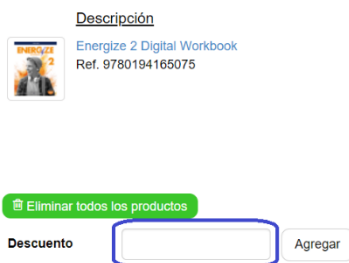 Descripción
ENERGIZE
2
Energize 2 Digital Workbook
Ref. 9780194165075
Eliminar todos los productos
Descuento
Agregar